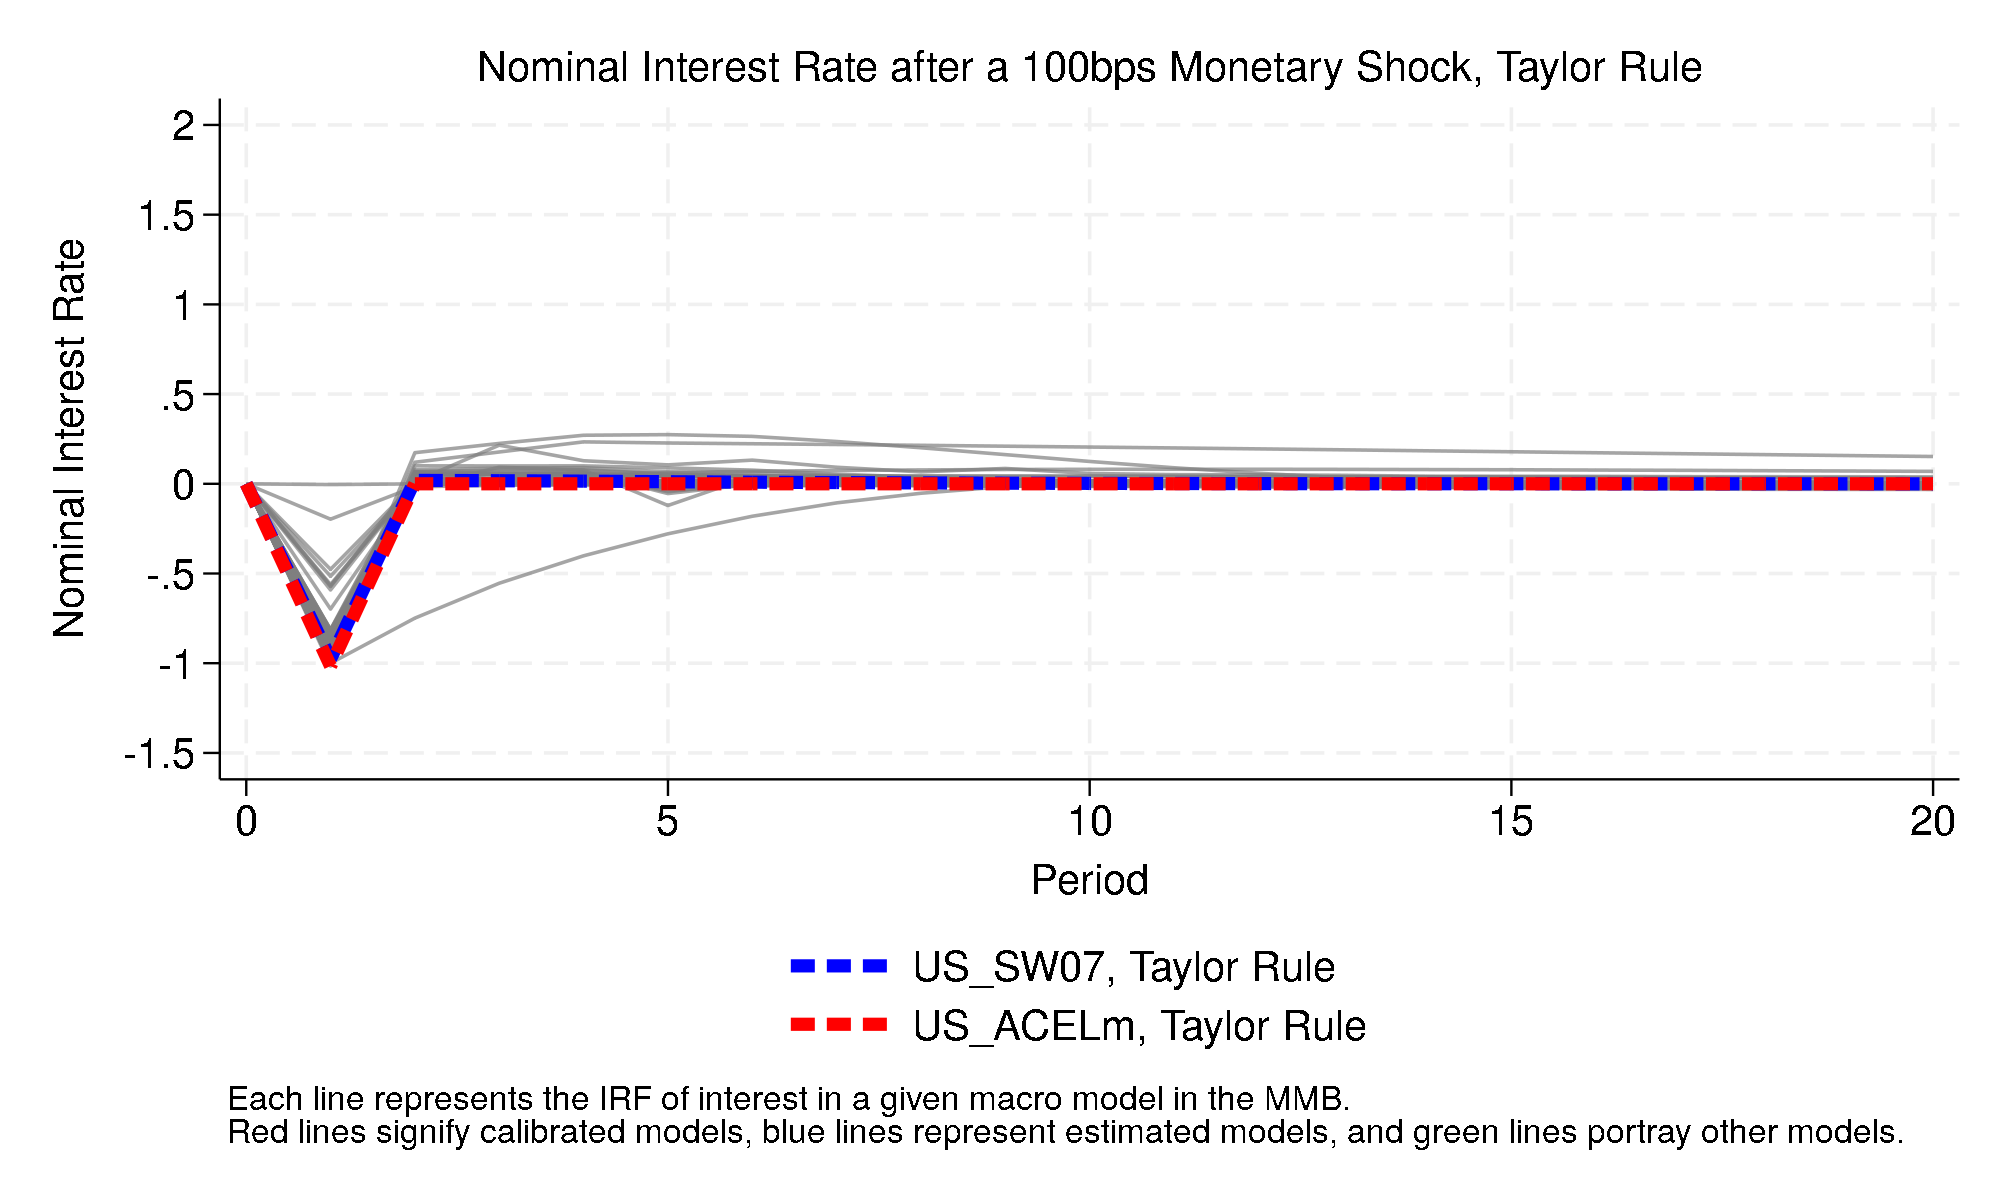 Nominal Interest Rate after a 100bps Monetary Shock, Taylor Rule
Nominal Interest Rate
2
1.5
1
.5
0
-.5
-1
-1.5
0 5 10 15 20
Period
US_SW07, Taylor Rule
US_ACELm, Taylor Rule
Each line represents the IRF of interest in a given macro model in the MMB.
Red lines signify calibrated models, blue lines represent estimated models, and green lines portray other models.